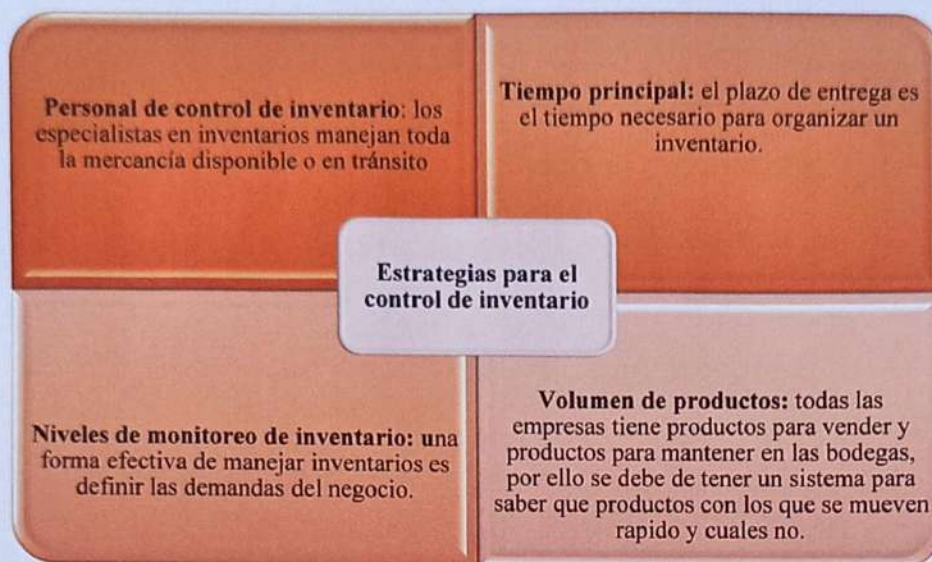 Personal de control de inventario: los
especialistas en inventarios manejan toda
la mercancía disponible o en tránsito
Tiempo principal: el plazo de entrega es
el tiempo necesario para organizar un
inventario.
Estrategias para el
control de inventario
Niveles de monitoreo de inventario: una
forma efectiva de manejar inventarios es
definir las demandas del negocio.
Volumen de productos: todas las
empresas tiene productos para vender y
productos para mantener en las bodegas,
por ello se debe de tener un sistema para
saber que productos con los que se mueven
rapido y cuales no.